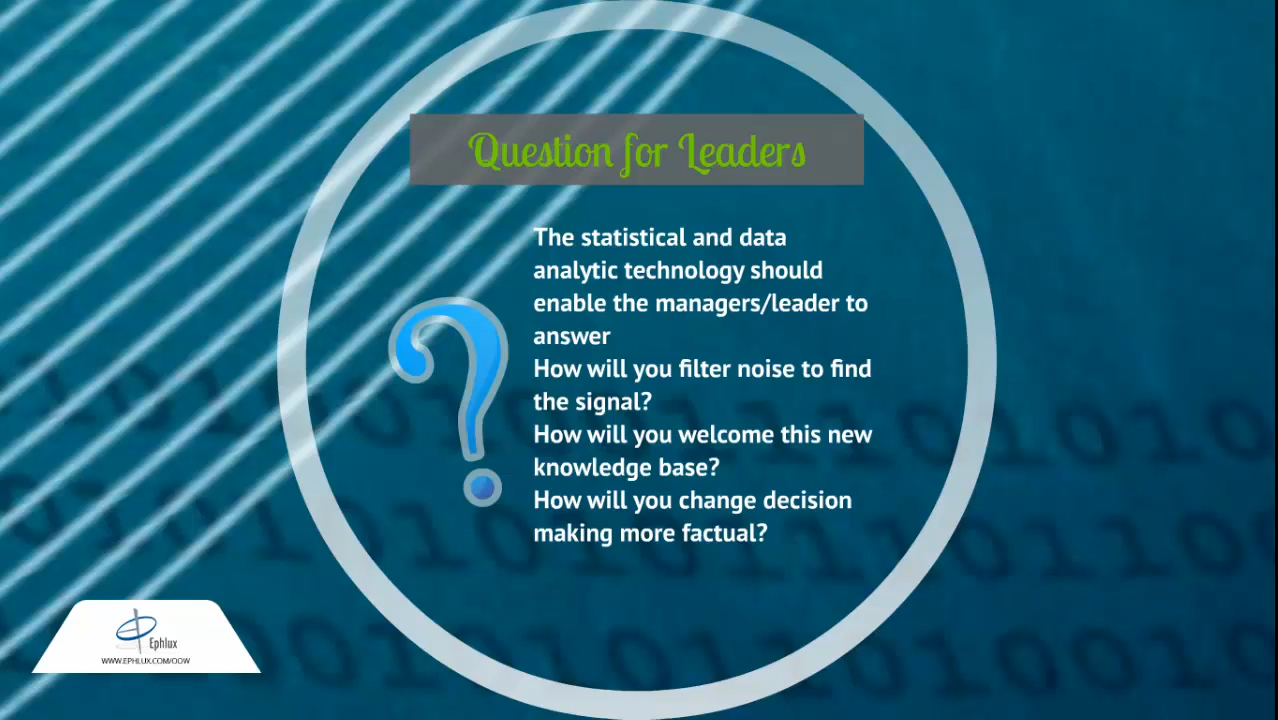 Question for Leaders
The statistical and data
analytic technology should
enable the managers/leader to
answer
How will you filter noise to find
the signal?
How will you welcome this new
knowledge base?
How will you change decision
making more factual?
Ephlux
WWW.EPHLUX.COM/OOW